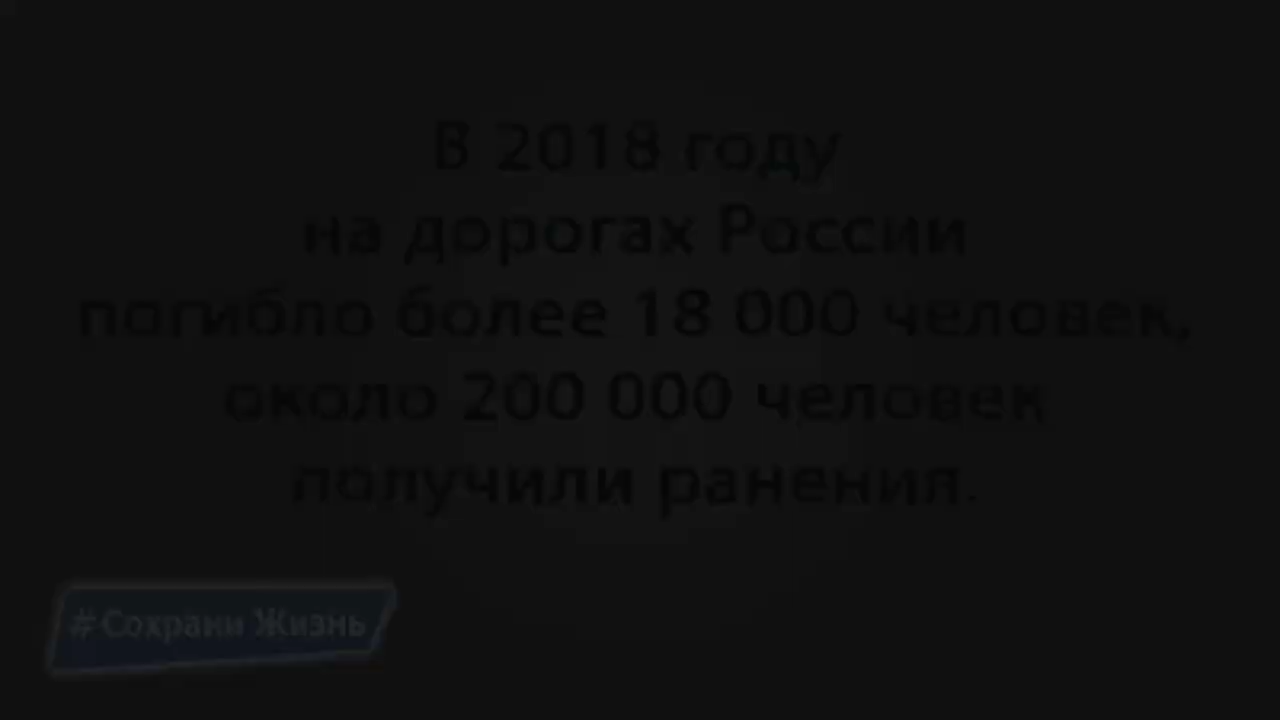 В 2018 году
на дорогах России
погибло более 18 000 человек,
около 200 000 человек
получили ранения.
#Сохрани Жизнь